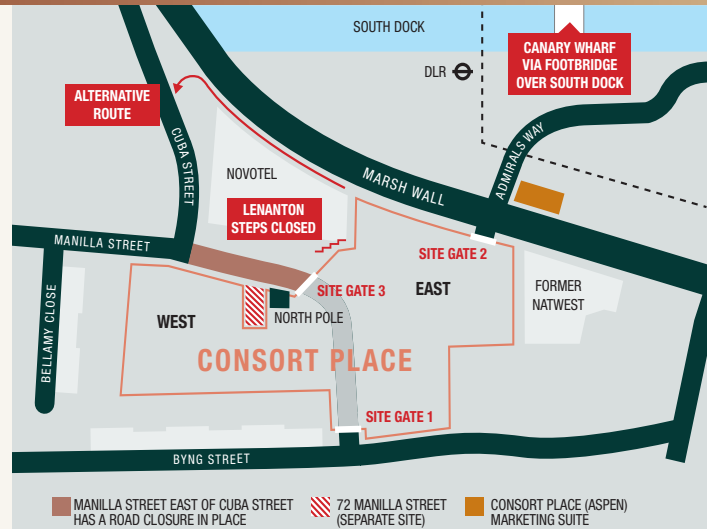 SOUTH DOCK
CANARY WHARF
VIA FOOTBRIDGE
OVER SOUTH DOCK
DLR
ALTERNATIVE
ROUTE
CUBA STREET
ADMIRALS WAY
NOVOTEL
MARSH WALL
LENANTON
STEPS CLOSED
MANILLA STREET
SITE GATE 2
BELLAMY CLOSE
SITE GATE 3
EAST
FORMER
NATWEST
WEST
NORTH POLE
CONSORT PLACE
SITE GATE 1
BYNG STREET
MANILLA STREET EAST OF CUBA STREET
HAS A ROAD CLOSURE IN PLACE
72 MANILLA STREET
(SEPARATE SITE)
CONSORT PLACE (ASPEN)
MARKETING SUITE